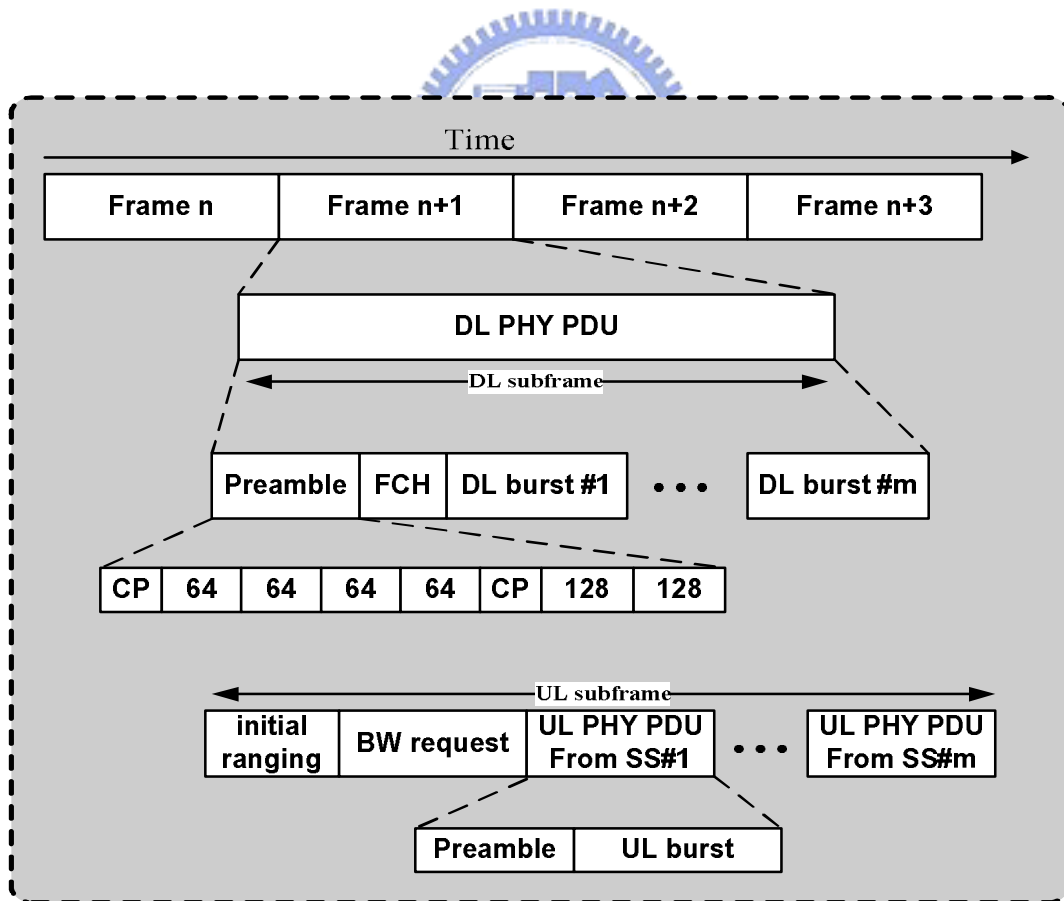 Time
Frame n Frame n+1 Frame n+2 Frame n+3
DL PHY PDU
DL subframe
Preamble FCH DL burst #1 • • • DL burst #m
CP 64 64 64 64 CP 128 128
UL subframe
initial ranging BW request UL PHY PDU From SS#1 • • • UL PHY PDU From SS#m
Preamble UL burst